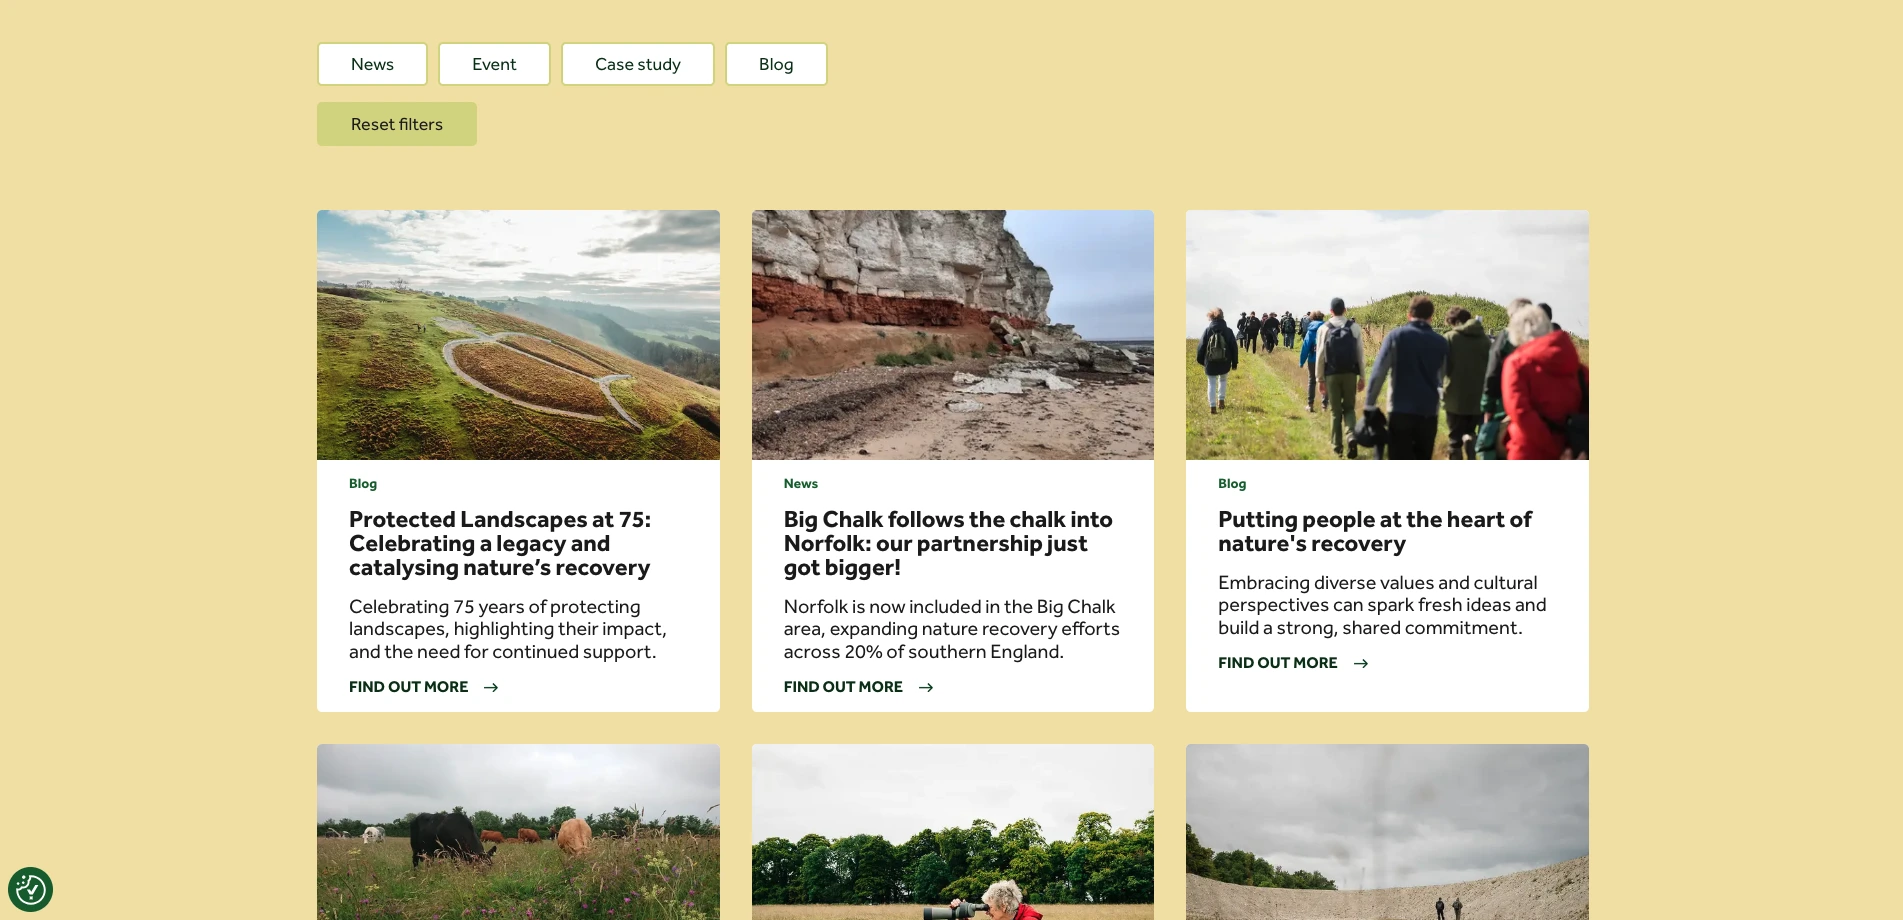 News
Event
Case study
Blog
Reset filters
Blog
Protected Landscapes at 75:
Celebrating a legacy and
catalysing nature’s recovery
Celebrating 75 years of protecting
landscapes, highlighting their impact,
and the need for continued support.
FIND OUT MORE
News
Big Chalk follows the chalk into
Norfolk: our partnership just
got bigger!
Norfolk is now included in the Big Chalk
area, expanding nature recovery efforts
across 20% of southern England.
FIND OUT MORE
Blog
Putting people at the heart of
nature's recovery
Embracing diverse values and cultural
perspectives can spark fresh ideas and
build a strong, shared commitment.
FIND OUT MORE